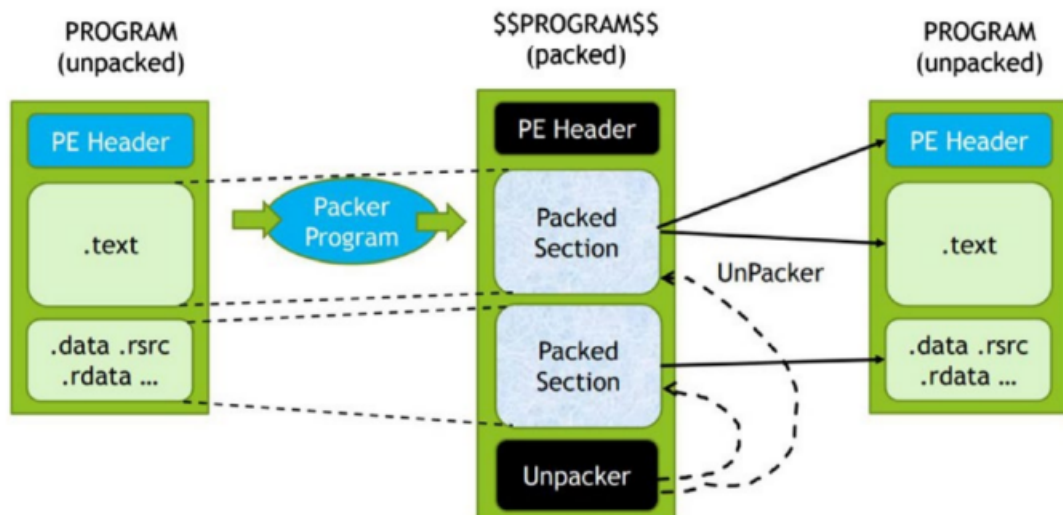 PROGRAM
(unpacked)
PE Header
.text
.data .rsrc
.rdata ...
Packer
Program
$$PROGRAM$$
(packed)
PE Header
Packed
Section
Packed
Section
Unpacker
UnPacker
PROGRAM
(unpacked)
PE Header
.text
.data .rsrc
.rdata ...